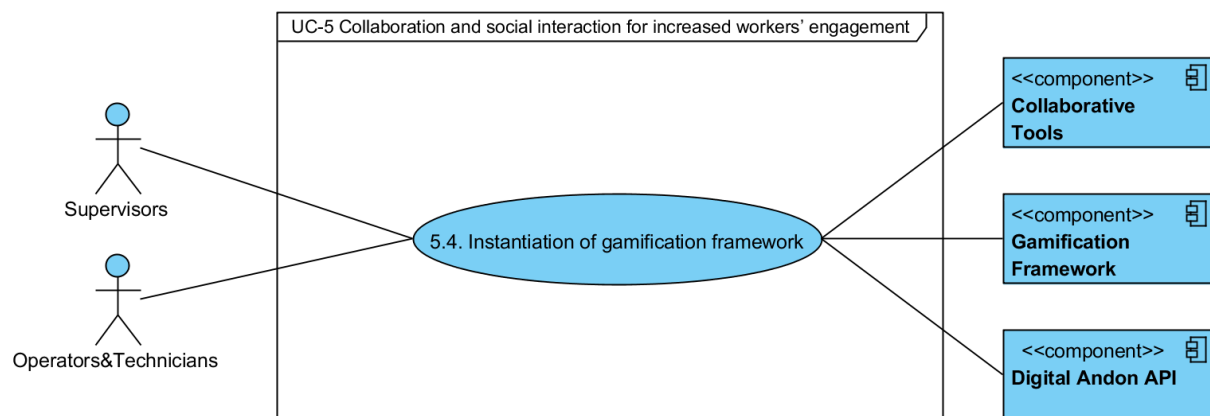 UC-5 Collaboration and social interaction for increased workers’ engagement
Supervisors
Operators&Technicians
5.4. Instantiation of gamification framework
<<component>>
Collaborative
Tools
<<component>>
Gamification
Framework
<<component>>
Digital Andon API